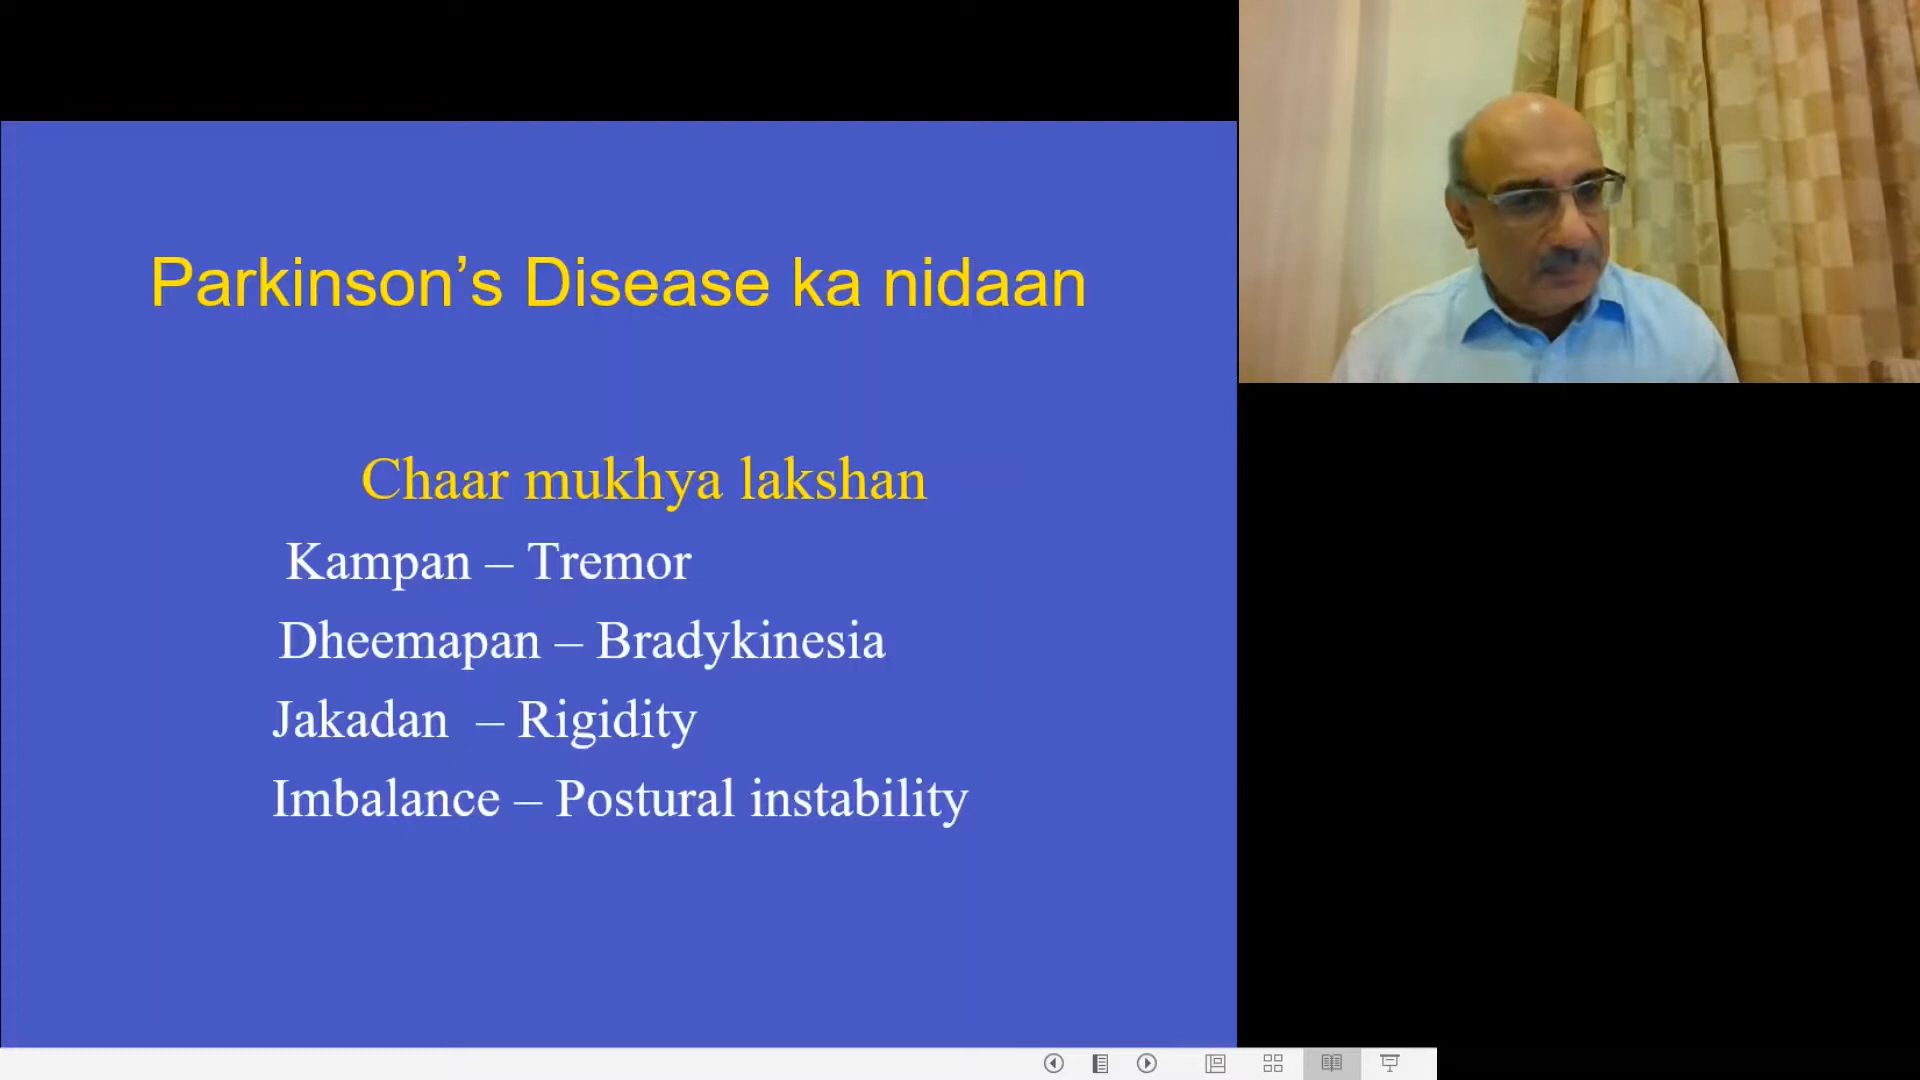 Parkinson’s Disease ka nidaan
Chaar mukhya lakshan
Kampan – Tremor
Dheemapan – Bradykinesia
Jakadan – Rigidity
Imbalance – Postural instability